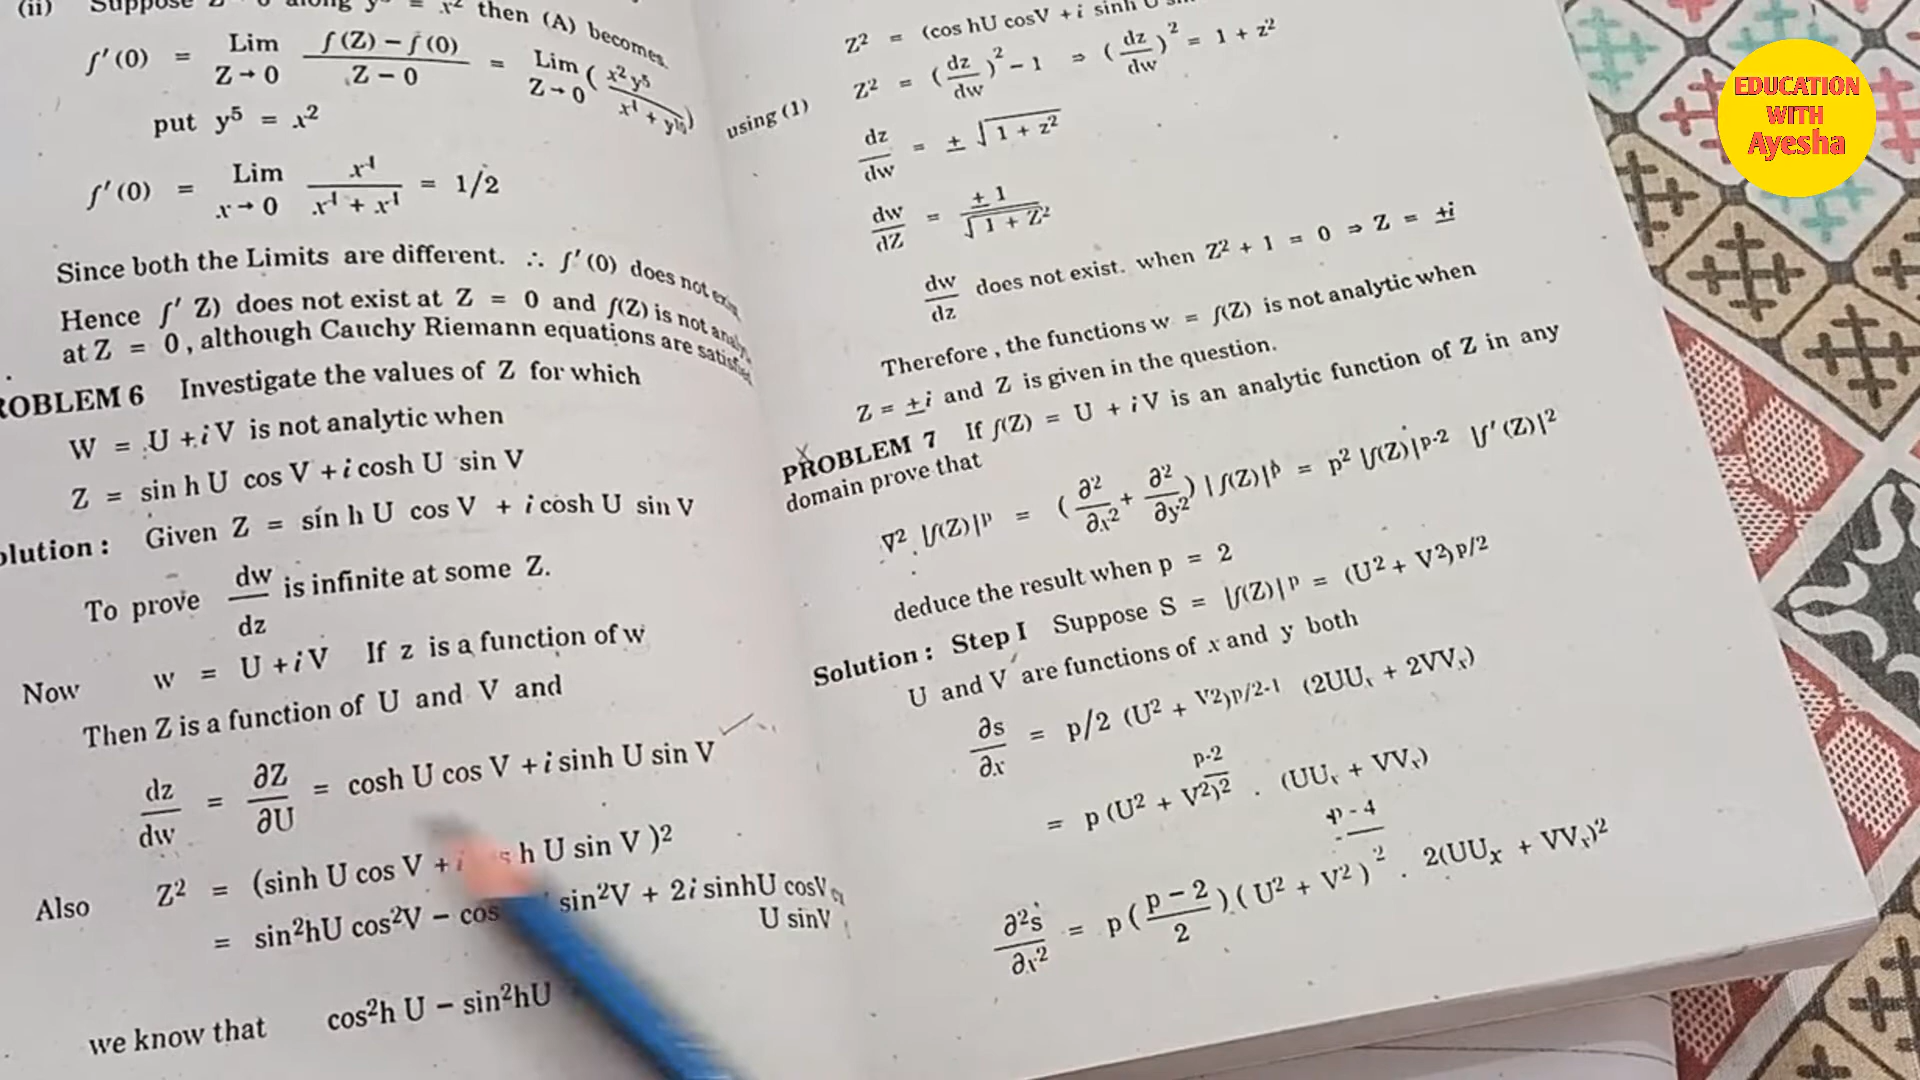 (ii) Suppose then (A) becomes.
f'(0) = Lim Z→0 f(Z) – f(0) / Z – 0 = Lim Z→0 ( x²y⁵ / x⁴ + y¹⁰ )
put y⁵ = x²
f'(0) = Lim x→0 x⁴ / x⁴ + x⁴ = 1/2
Since both the Limits are different. ∴ f'(0) does not
Hence f' Z) does not exist at Z = 0 and f(Z) is not
at Z = 0, although Cauchy Riemann equations are
PROBLEM 6 Investigate the values of Z for which
W = U + iV is not analytic when
Z = sin h U cos V + i cosh U sin V
Solution : Given Z = sin h U cos V + i cosh U sin V
To prove dw/dz is infinite at some Z.
Now w = U + iV If z is a function of w
Then Z is a function of U and V and
dz/dw = ∂Z/∂U = cosh U cos V + i sinh U sin V
Also Z² = (sinh U cos V + i h U sin V )²
= sin²hU cos²V – cos sin²V + 2i sinhU cosV
U sinV
we know that cos²h U – sin²hU
Z² = (cos hU cosV + i sinh U
using (1) Z² = (dz/dw)² – 1 ⇒ (dz/dw)² = 1 + z²
dz/dw = ± √1 + z²
dw/dZ = ± 1 / √1 + Z²
dw/dz does not exist. when Z² + 1 = 0 ⇒ Z = ±i
Therefore, the functions w = f(Z) is not analytic when
Z = ±i and Z is given in the question.
PROBLEM 7 If f(Z) = U + iV is an analytic function of Z in any
domain prove that
∇². |f(Z)|ᵖ = (∂²/∂x² + ∂²/∂y²) |f(Z)|ᵖ = p² |f(Z)|ᵖ⁻² |f'(Z)|²
deduce the result when p = 2
Solution : Step I Suppose S = |f(Z)|ᵖ = (U² + V²)p/2
U and V are functions of x and y both
∂s/∂x = p/2 (U² + V²)p/2-1 (2UUₓ + 2VVₓ)
= p (U² + V²) p-2/2 . (UUₓ + VVₓ)
∂²s/∂x² = p (p – 2/2) (U² + V²) p – 4/2 . 2(UUₓ + VVₓ)²
EDUCATION
WITH
Ayesha